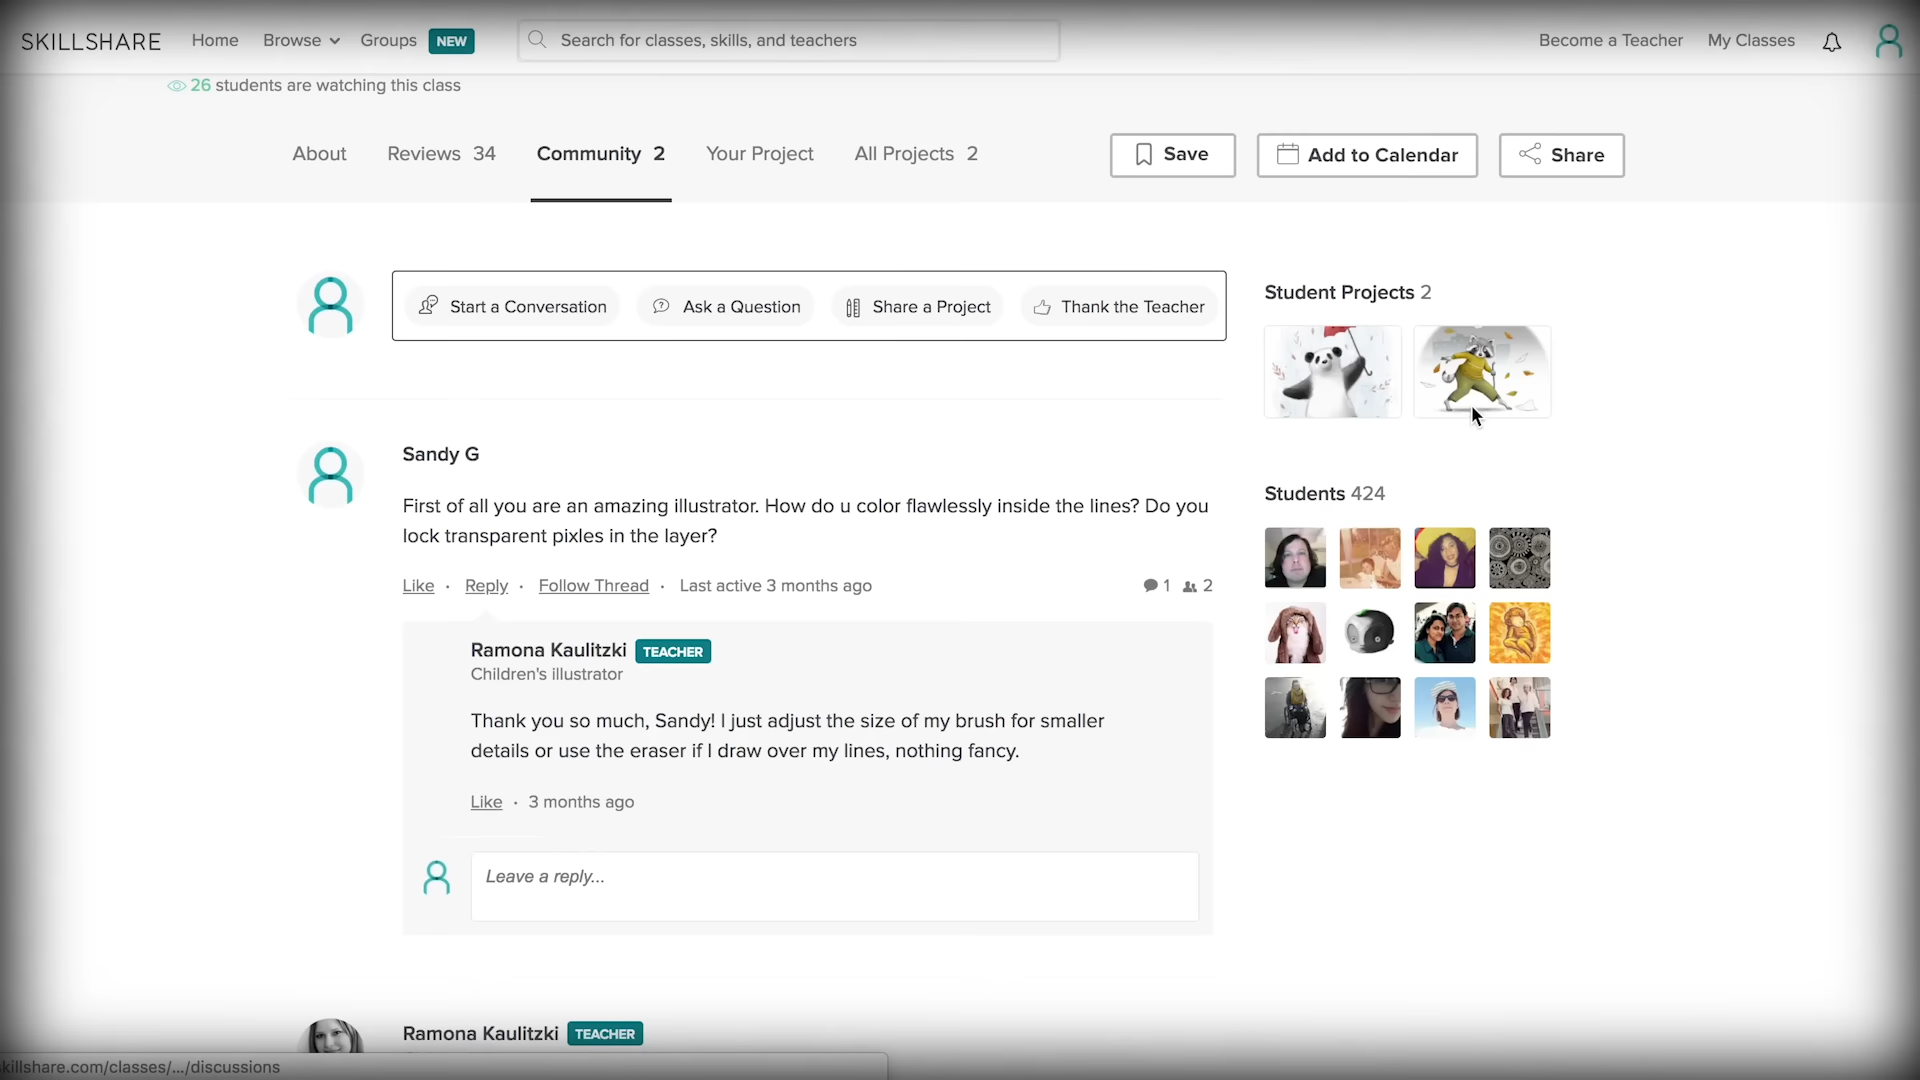 SKILLSHARE Home Browse Groups NEW Search for classes, skills, and teachers Become a Teacher My Classes
26 students are watching this class
About Reviews 34 Community 2 Your Project All Projects 2 Save Add to Calendar Share
Start a Conversation Ask a Question Share a Project Thank the Teacher
Student Projects 2
Sandy G
First of all you are an amazing illustrator. How do u color flawlessly inside the lines? Do you
lock transparent pixles in the layer?
Like · Reply · Follow Thread · Last active 3 months ago 1 2
Students 424
Ramona Kaulitzki TEACHER
Children's illustrator
Thank you so much, Sandy! I just adjust the size of my brush for smaller
details or use the eraser if I draw over my lines, nothing fancy.
Like · 3 months ago
Leave a reply...
Ramona Kaulitzki TEACHER
skillshare.com/classes/.../discussions